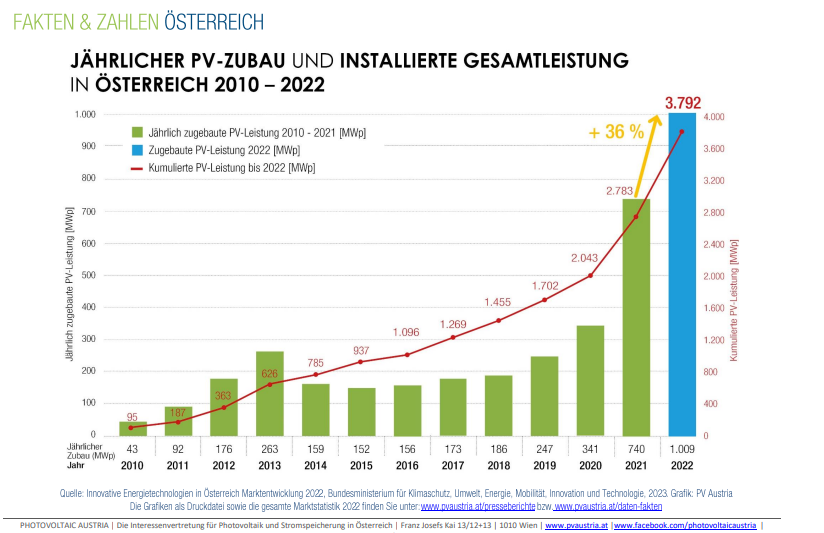 FAKTEN & ZAHLEN ÖSTERREICH
JÄHRLICHER PV-ZUBAU UND INSTALLIERTE GESAMTLEISTUNG
IN ÖSTERREICH 2010 – 2022
3.792
1.000
4.000
+ 36 %
Jährlich zugebaute PV-Leistung 2010 - 2021 [MWp]
Zugebaute PV-Leistung 2022 [MWp]
Kumulierte PV-Leistung bis 2022 [MWp]
900
3.600
800
3.200
2.783
700
2.800
600
2.400
2.043
500
2.000
1.702
400
1.600
1.455
1.269
1.096
300
1.200
937
785
626
200
800
363
100
400
187
95
0
0
Jährlich zugebaute PV-Leistung [MWp]
Kumulierte PV-Leistung [MWp]
Jährlicher
Zubau (MWp) 43 92 176 263 159 152 156 173 186 247 341 740 1.009
Jahr 2010 2011 2012 2013 2014 2015 2016 2017 2018 2019 2020 2021 2022
Quelle: Innovative Energietechnologien in Österreich Marktentwicklung 2022, Bundesministerium für Klimaschutz, Umwelt, Energie, Mobilität, Innovation und Technologie, 2023. Grafik: PV Austria
Die Grafiken als Druckdatei sowie die gesamte Marktstatistik 2022 finden Sie unter: www.pvaustria.at/presseberichte bzw. www.pvaustria.at/daten-fakten
PHOTOVOLTAIC AUSTRIA | Die Interessenvertretung für Photovoltaik und Stromspeicherung in Österreich | Franz Josefs Kai 13/12+13 | 1010 Wien | www.pvaustria.at |www.facebook.com/photovoltaicaustria |